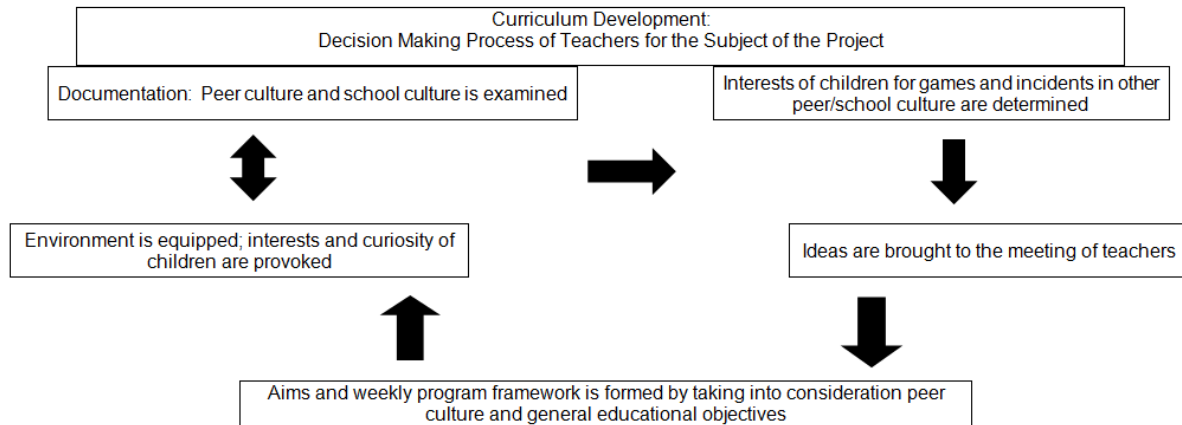 Curriculum Development:
Decision Making Process of Teachers for the Subject of the Project
Documentation: Peer culture and school culture is examined
Interests of children for games and incidents in other
peer/school culture are determined
Environment is equipped; interests and curiosity of
children are provoked
Ideas are brought to the meeting of teachers
Aims and weekly program framework is formed by taking into consideration peer
culture and general educational objectives